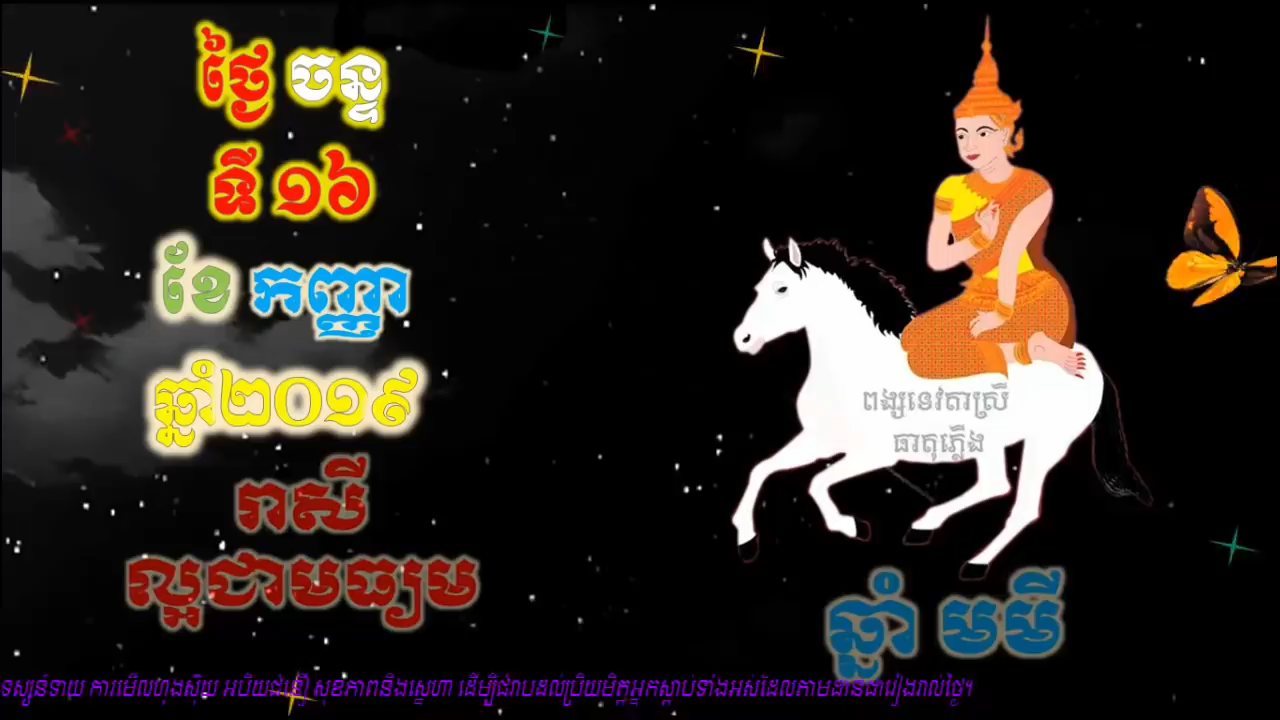 ថ្ងៃ ចន្ទ
ទី ១៦
ខែ កញ្ញា
ឆ្នាំ២០១៩
រាសី
ល្អជាមធ្យម
ពង្សទេវតាស្រី
ធាតុភ្លើង
ឆ្នាំ មមី
ទស្សន៍ទាយ ការមើលហុងស៊ុយ អបិយជំនឿ សុខភាពនិងស្នេហា ដើម្បីជំរាបដល់ប្រិយមិត្តអ្នកស្តាប់ទាំងអស់ដែលតាមដានជារៀងរាល់ថ្ងៃ។